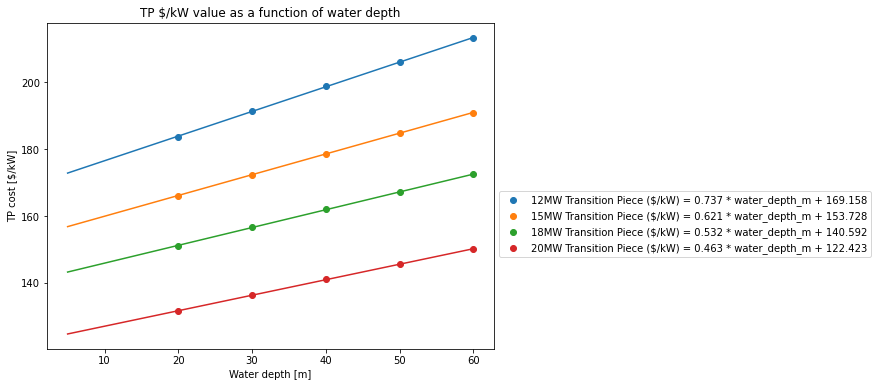 TP $/kW value as a function of water depth
TP cost [$/kW]
200
180
160
140
10 20 30 40 50 60
Water depth [m]
12MW Transition Piece ($/kW) = 0.737 * water_depth_m + 169.158
15MW Transition Piece ($/kW) = 0.621 * water_depth_m + 153.728
18MW Transition Piece ($/kW) = 0.532 * water_depth_m + 140.592
20MW Transition Piece ($/kW) = 0.463 * water_depth_m + 122.423